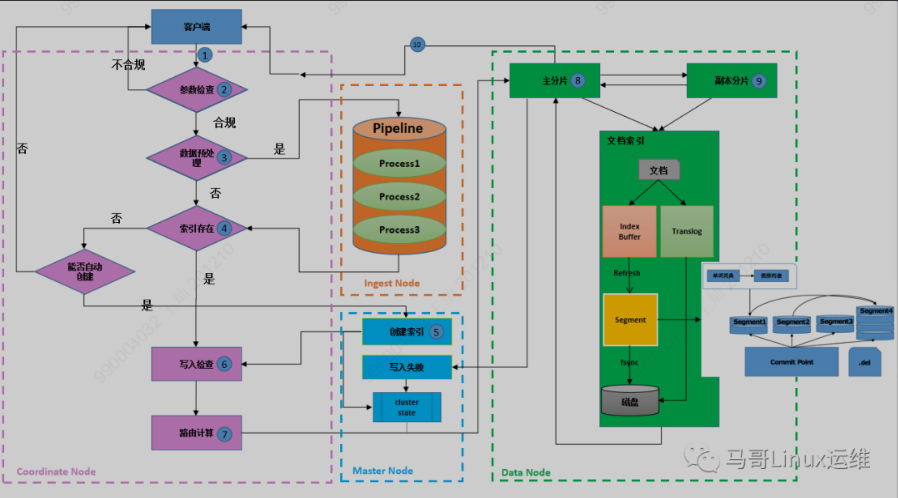 客户端
10
1
不合规
参数检查 2
主分片 8
副本分片 9
合规
Pipeline
否
数据预处
理 3
是
Process1
文档索引
文档
否
Process2
否
索引存在 4
Process3
Index
Buffer
Translog
能否自动
创建
Ingest Node
Refresh
单词词典
是
是
创建索引 5
Segment
Segment1
Segment2
Segment3
Segment4
写入检查 6
写入失败
fsync
Commit Point
.del
cluster
state
磁盘
路由计算 7
Coordinate Node
Master Node
Data Node
马哥Linux运维